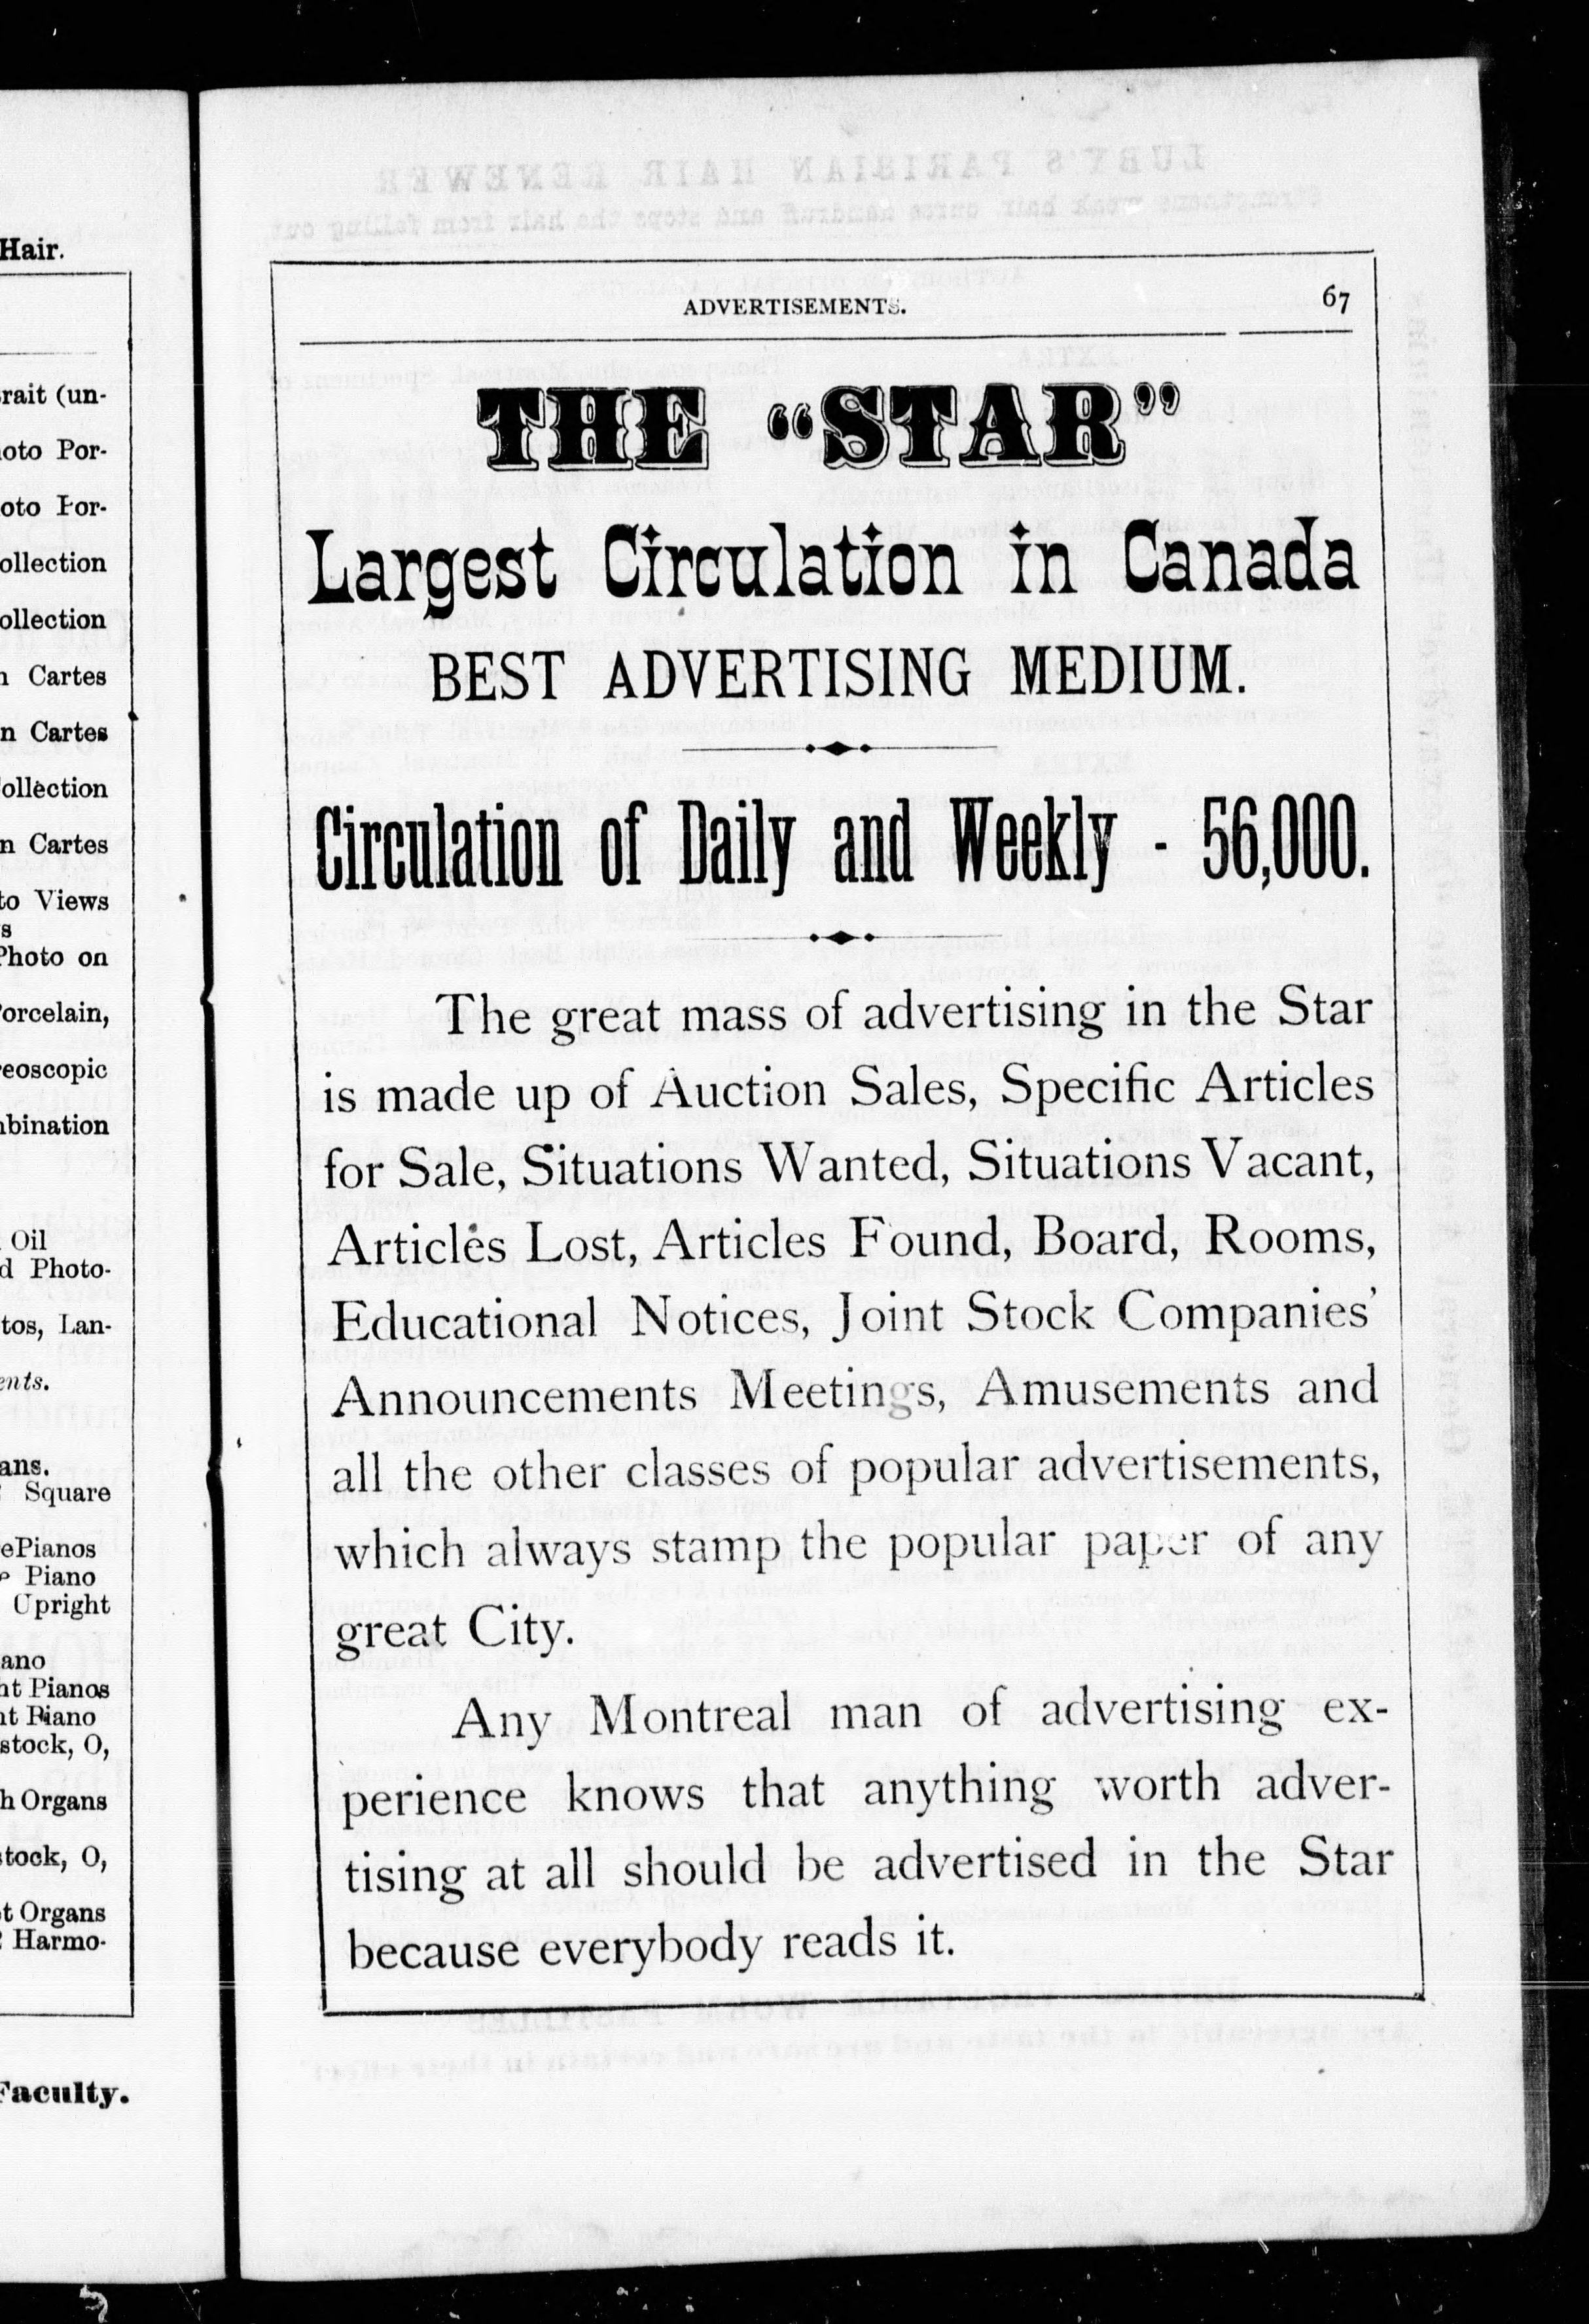 Hair.
rait (un-
oto Por-
oto Por-
ollection
ollection
n Cartes
n Cartes
ollection
n Cartes
to Views
s
Photo on
orcelain,
eoscopic
bination
Oil
d Photo-
tos, Lan-
ents.
ans.
Square
ePianos
Piano
Upright
ano
ht Pianos
nt Piano
stock, O,
h Organs
stock, O,
t Organs
Harmo-
Faculty.
ADVERTISEMENTS. 67
THE “STAR”
Largest Circulation in Canada
BEST ADVERTISING MEDIUM.
Circulation of Daily and Weekly - 56,000.
The great mass of advertising in the Star
is made up of Auction Sales, Specific Articles
for Sale, Situations Wanted, Situations Vacant,
Articles Lost, Articles Found, Board, Rooms,
Educational Notices, Joint Stock Companies’
Announcements Meetings, Amusements and
all the other classes of popular advertisements,
which always stamp the popular paper of any
great City.
Any Montreal man of advertising ex-
perience knows that anything worth adver-
tising at all should be advertised in the Star
because everybody reads it.